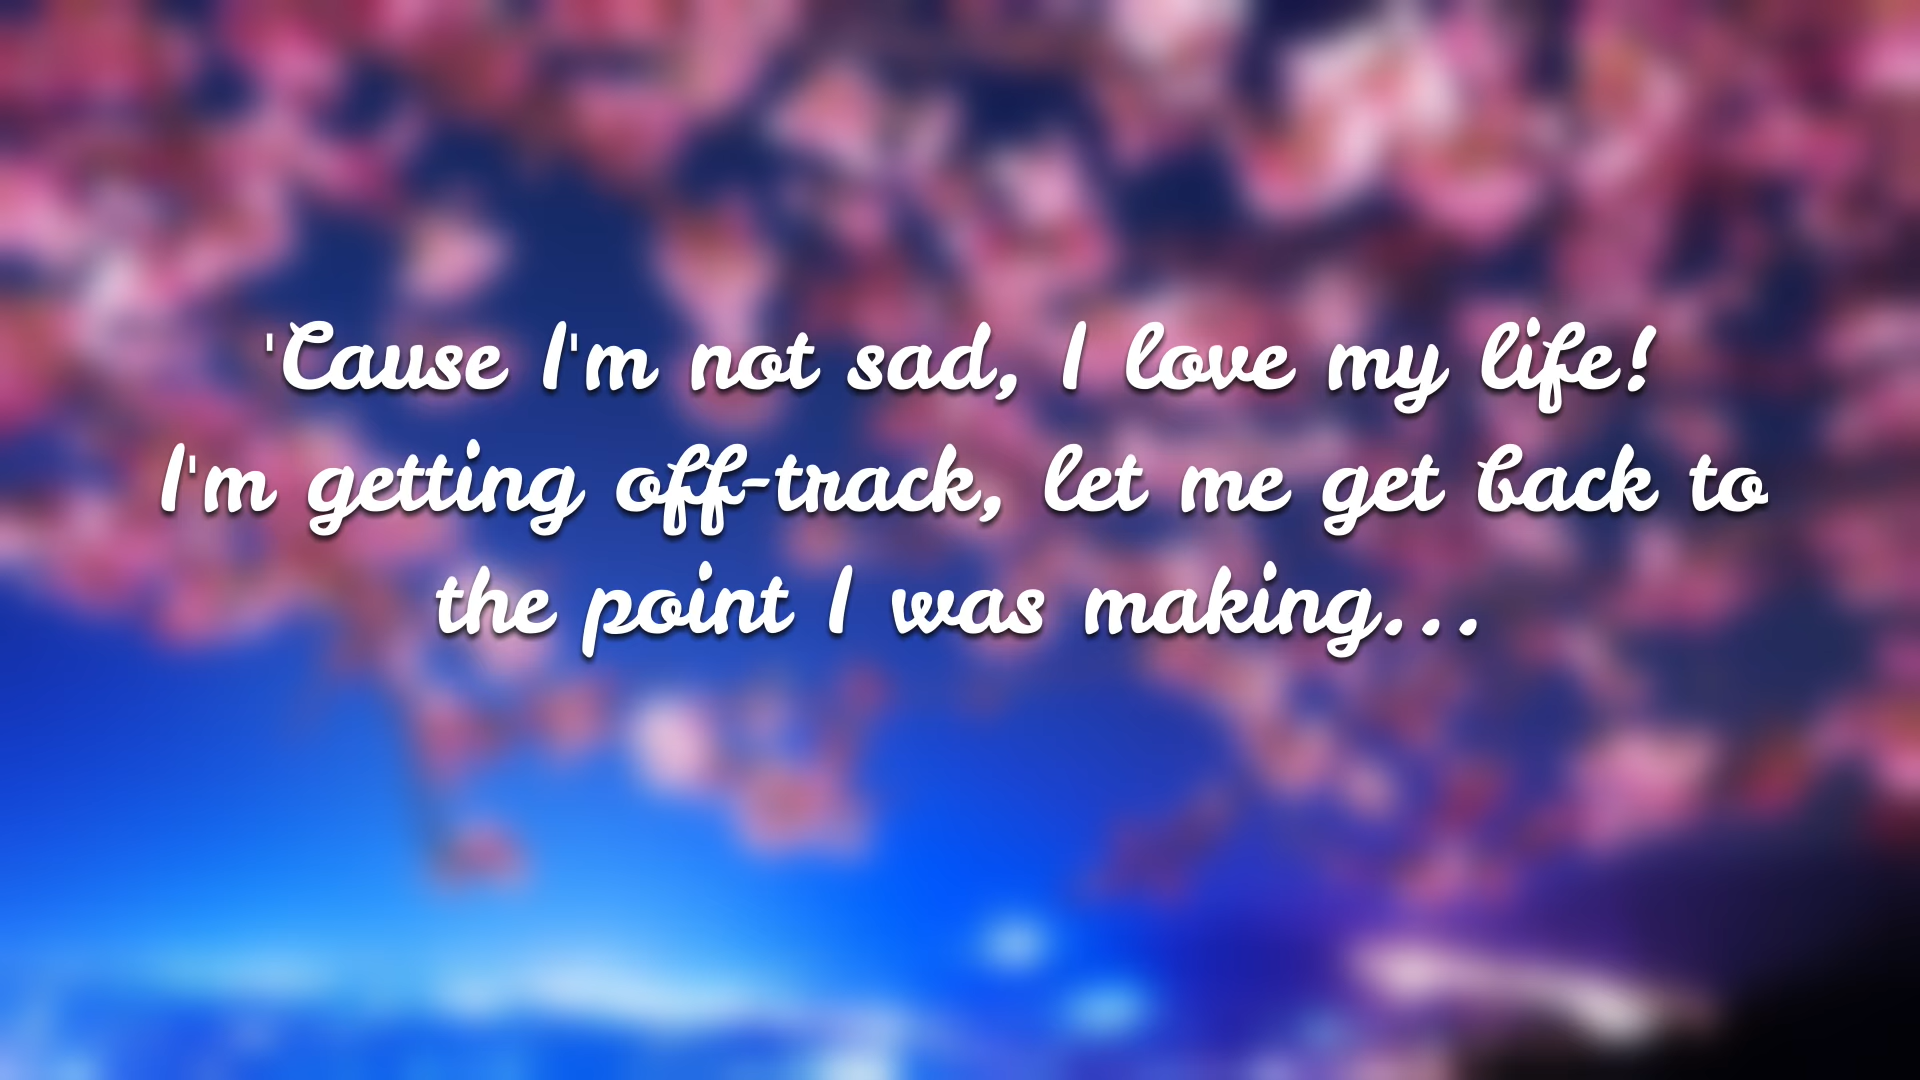 'Cause I'm not sad, I love my life!
I'm getting off-track, let me get back to
the point I was making...